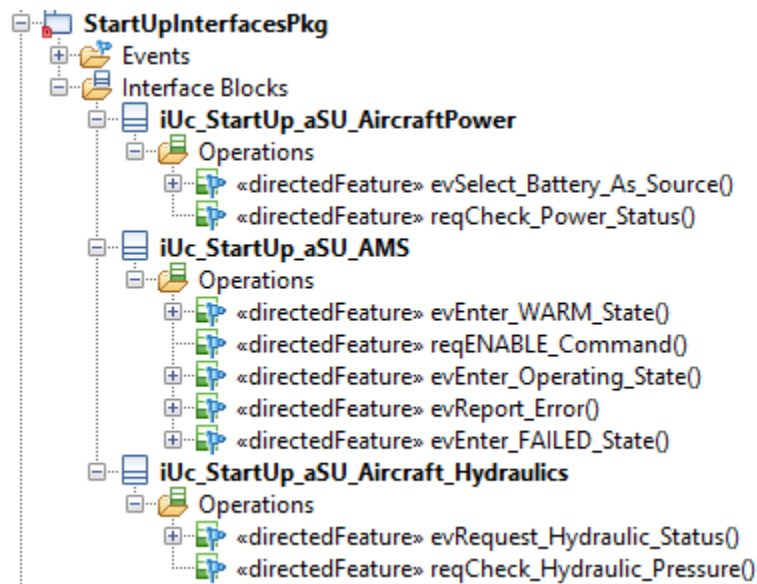 StartUpInterfacesPkg
Events
Interface Blocks
iUc_StartUp_aSU_AircraftPower
Operations
«directedFeature» evSelect_Battery_As_Source()
«directedFeature» reqCheck_Power_Status()
iUc_StartUp_aSU_AMS
Operations
«directedFeature» evEnter_WARM_State()
«directedFeature» reqENABLE_Command()
«directedFeature» evEnter_Operating_State()
«directedFeature» evReport_Error()
«directedFeature» evEnter_FAILED_State()
iUc_StartUp_aSU_Aircraft_Hydraulics
Operations
«directedFeature» evRequest_Hydraulic_Status()
«directedFeature» reqCheck_Hydraulic_Pressure()